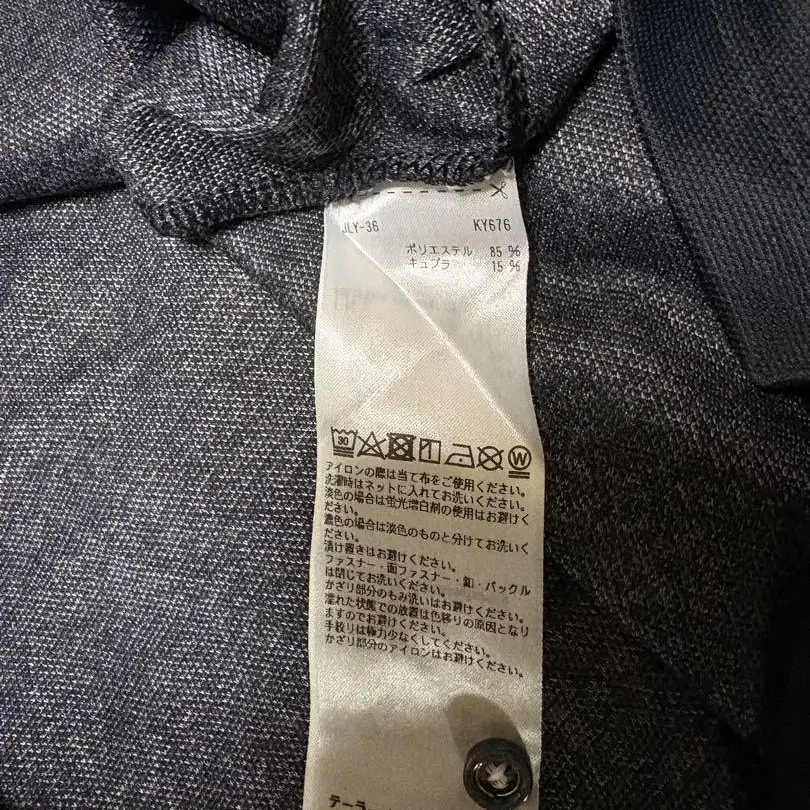 JLY-36 KY676
ポリエステル 85 %
キュプラ 15 %
30 W
アイロンの際は当て布をご使用ください。
洗濯時はネットに入れてお洗いください。
淡色の場合は蛍光増白剤の使用はお避けく
ださい。
濃色の場合は淡色のものと分けてお洗いく
ださい。
漬け置きはお避けください。
ファスナー・面ファスナー・釦・バックル
は閉じてお洗いください。
かざり部分のもみ洗いはお避けください。
濡れた状態での放置は色移りの原因となり
ますのでお避けください。
手絞りは極力少なくしてください。
かざり部分のアイロンはお避けください。
テーラ